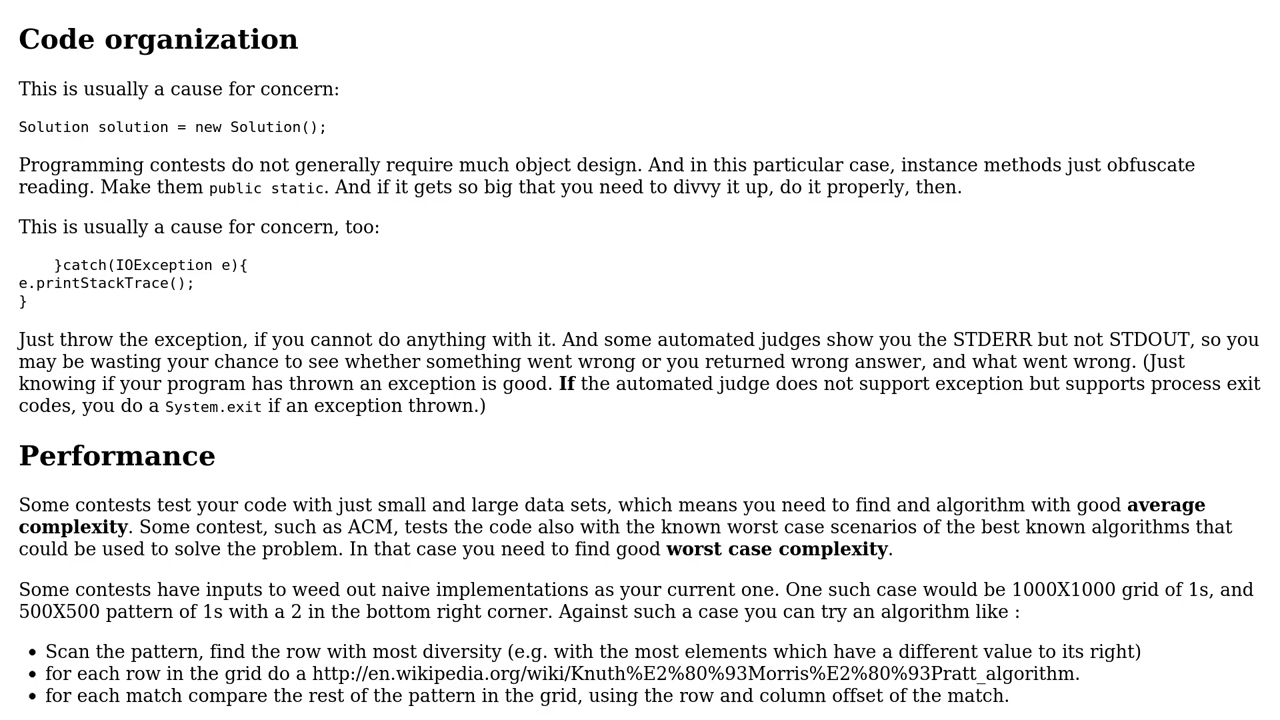 Code organization
This is usually a cause for concern:
Solution solution = new Solution();
Programming contests do not generally require much object design. And in this particular case, instance methods just obfuscate
reading. Make them public static. And if it gets so big that you need to divvy it up, do it properly, then.
This is usually a cause for concern, too:
}catch(IOException e){
e.printStackTrace();
}
Just throw the exception, if you cannot do anything with it. And some automated judges show you the STDERR but not STDOUT, so you
may be wasting your chance to see whether something went wrong or you returned wrong answer, and what went wrong. (Just
knowing if your program has thrown an exception is good. If the automated judge does not support exception but supports process exit
codes, you do a System.exit if an exception thrown.)
Performance
Some contests test your code with just small and large data sets, which means you need to find and algorithm with good average
complexity. Some contest, such as ACM, tests the code also with the known worst case scenarios of the best known algorithms that
could be used to solve the problem. In that case you need to find good worst case complexity.
Some contests have inputs to weed out naive implementations as your current one. One such case would be 1000X1000 grid of 1s, and
500X500 pattern of 1s with a 2 in the bottom right corner. Against such a case you can try an algorithm like :
• Scan the pattern, find the row with most diversity (e.g. with the most elements which have a different value to its right)
• for each row in the grid do a http://en.wikipedia.org/wiki/Knuth%E2%80%93Morris%E2%80%93Pratt_algorithm.
• for each match compare the rest of the pattern in the grid, using the row and column offset of the match.